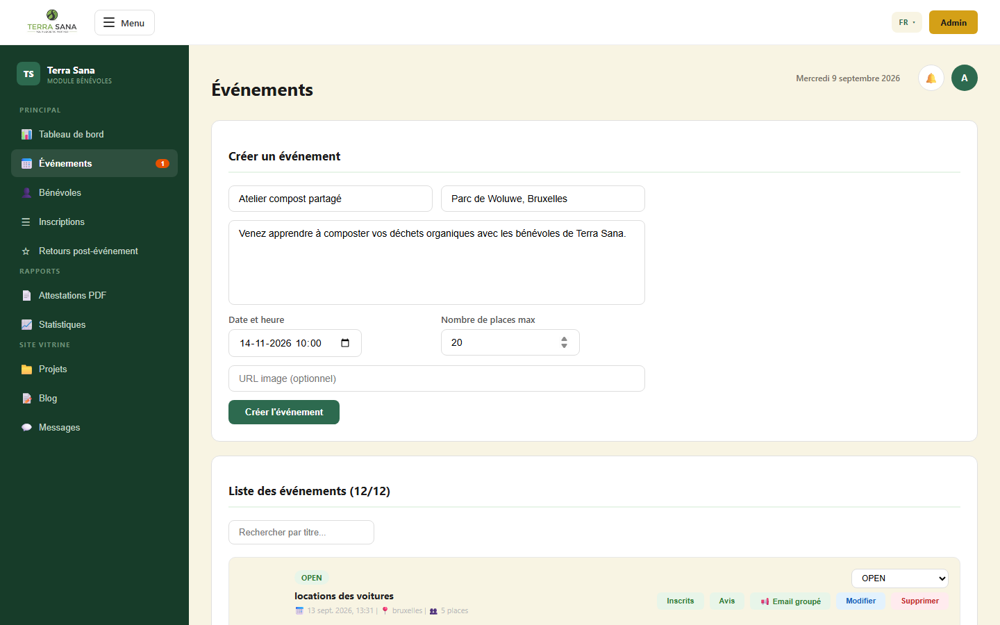 TERRA SANA
Menu
FR
Admin
TS
Terra Sana
MODULE BÉNÉVOLES
PRINCIPAL
Tableau de bord
Événements
1
Bénévoles
Inscriptions
Retours post-événement
RAPPORTS
Attestations PDF
Statistiques
SITE VITRINE
Projets
Blog
Messages
Événements
Mercredi 9 septembre 2026
A
Créer un événement
Atelier compost partagé
Parc de Woluwe, Bruxelles
Venez apprendre à composter vos déchets organiques avec les bénévoles de Terra Sana.
Date et heure
Nombre de places max
14-11-2026 10:00
20
URL image (optionnel)
Créer l'événement
Liste des événements (12/12)
Rechercher par titre...
OPEN
OPEN
locations des voitures
13 sept. 2026, 13:31 | bruxelles | 5 places
Inscrits
Avis
Email groupé
Modifier
Supprimer